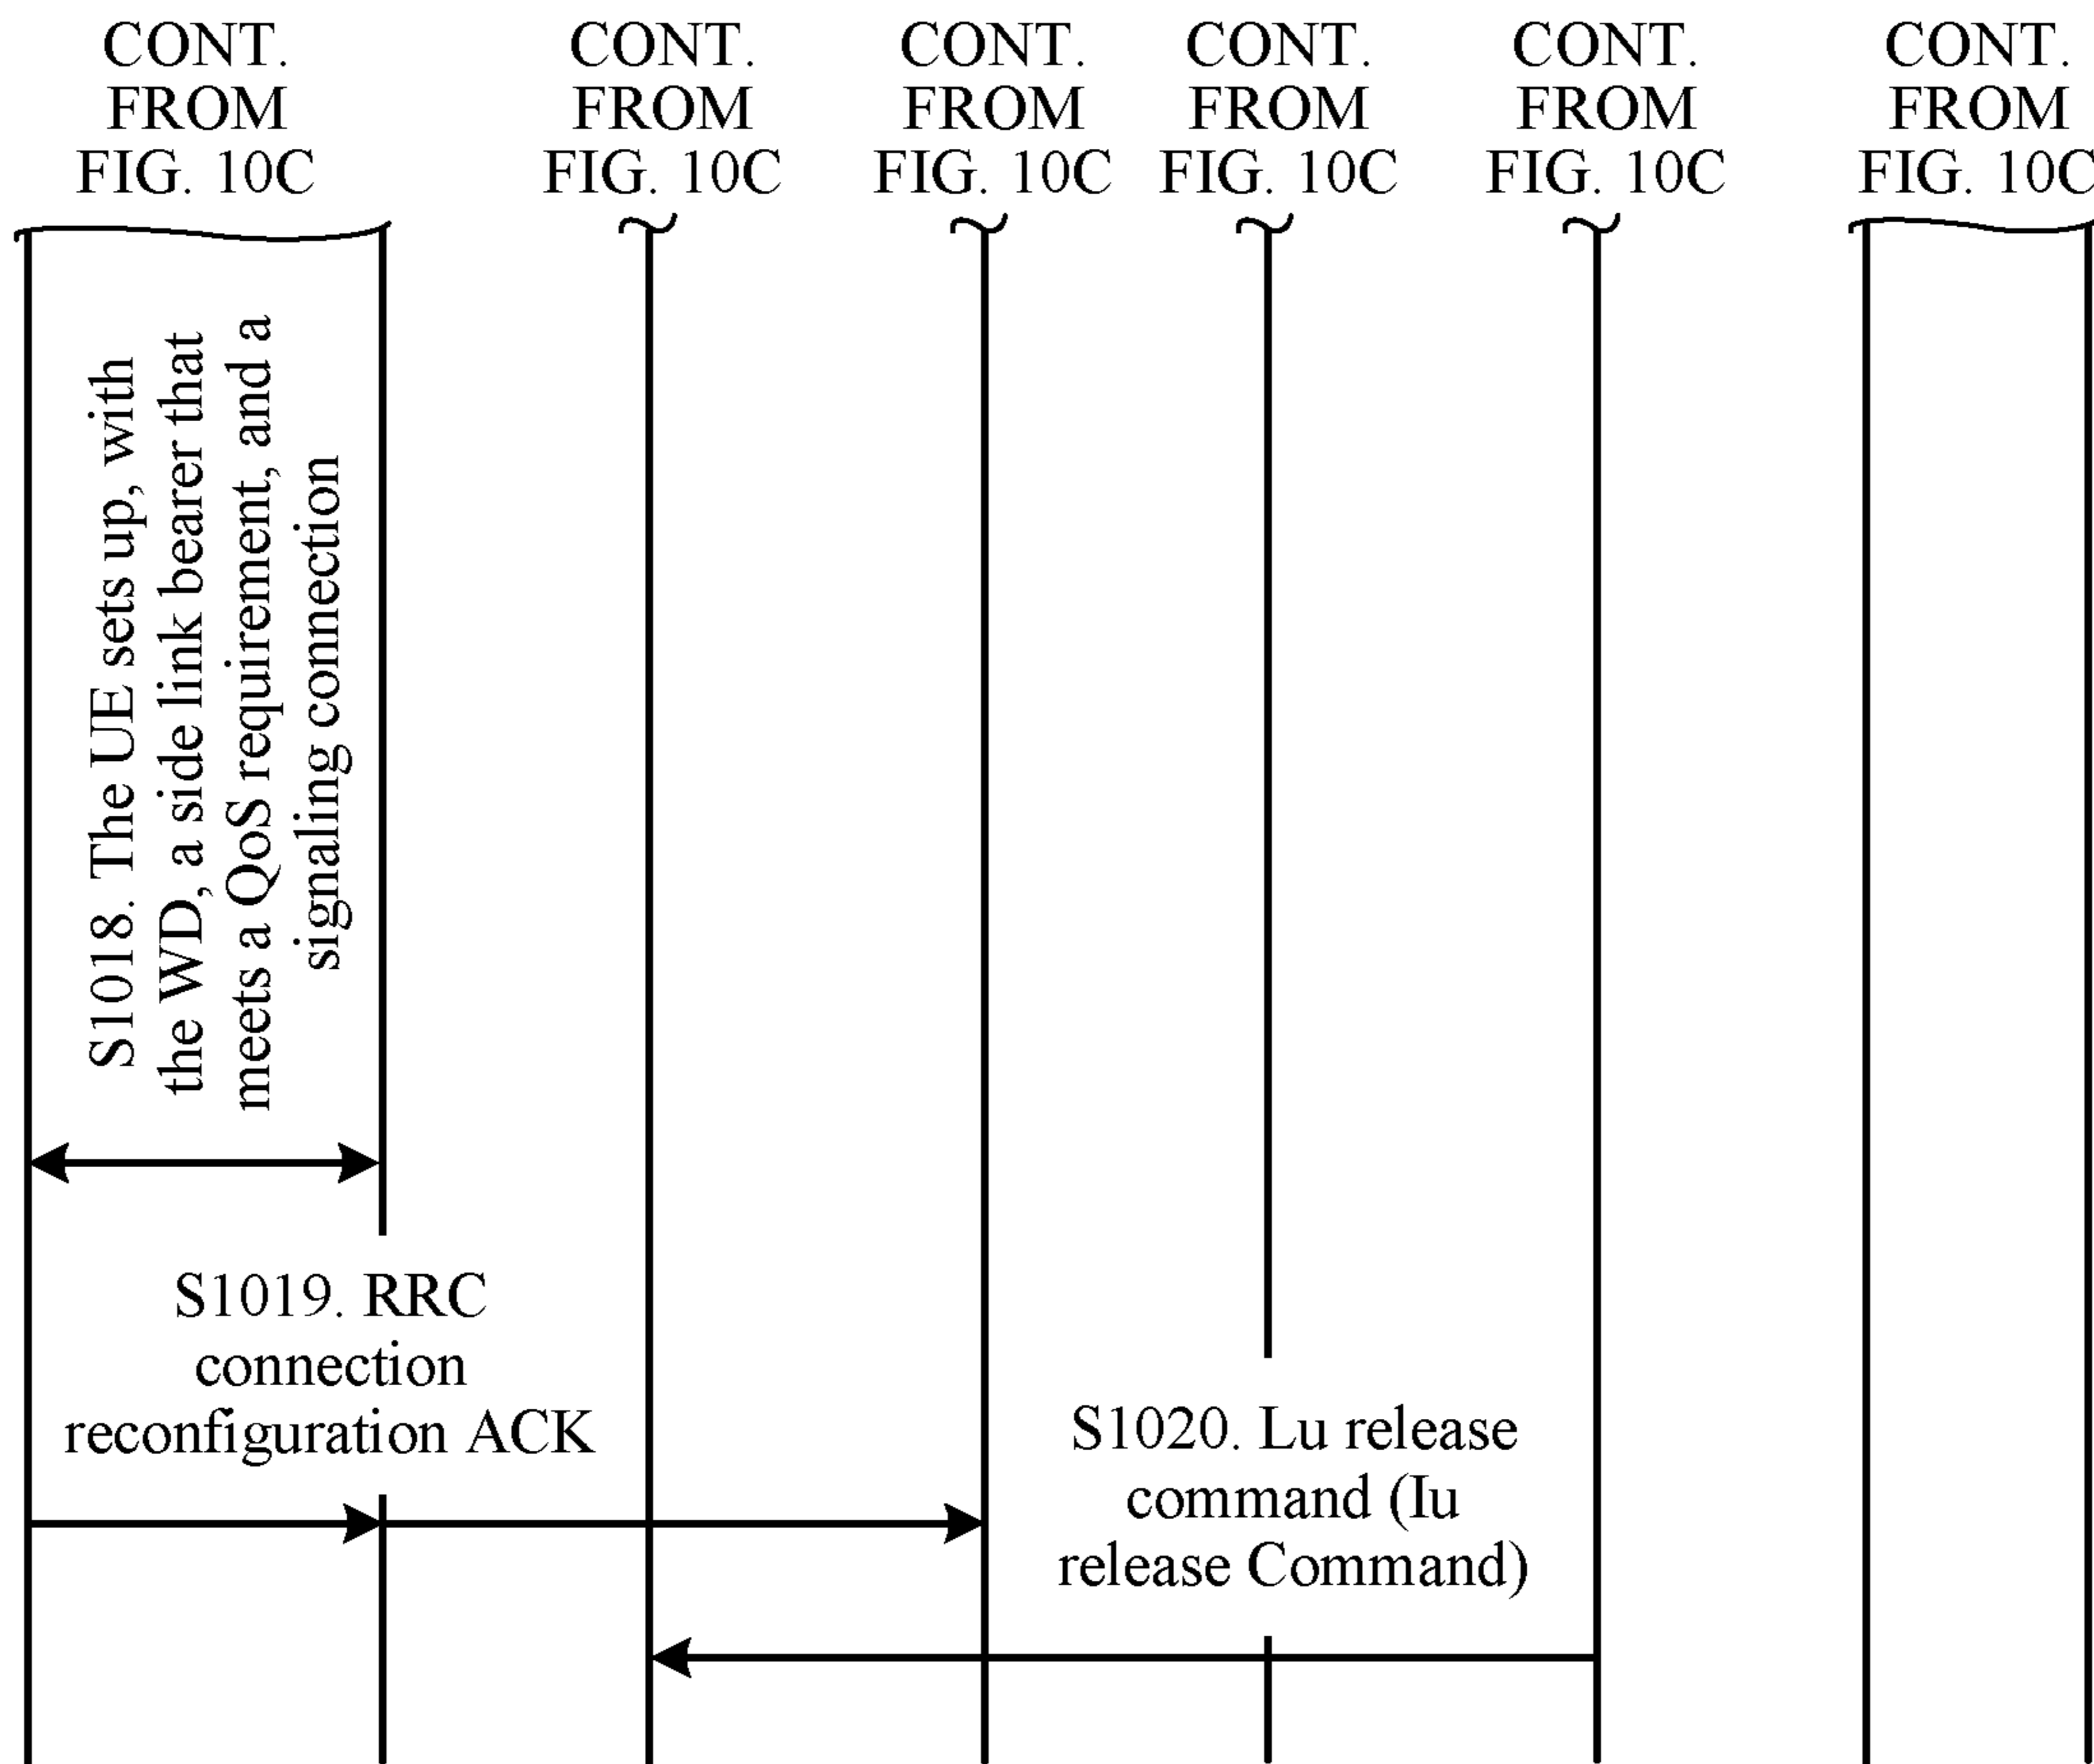 CONT.
FROM
FIG. 10C
CONT.
FROM
FIG. 10C
CONT.
FROM
FIG. 10C
CONT.
FROM
FIG. 10C
CONT.
FROM
FIG. 10C
CONT.
FROM
FIG. 10C
S1018. The UE sets up, with
the WD, a side link bearer that
meets a QoS requirement, and a
signaling connection
S1019. RRC
connection
reconfiguration ACK
S1020. Lu release
command (Iu
release Command)